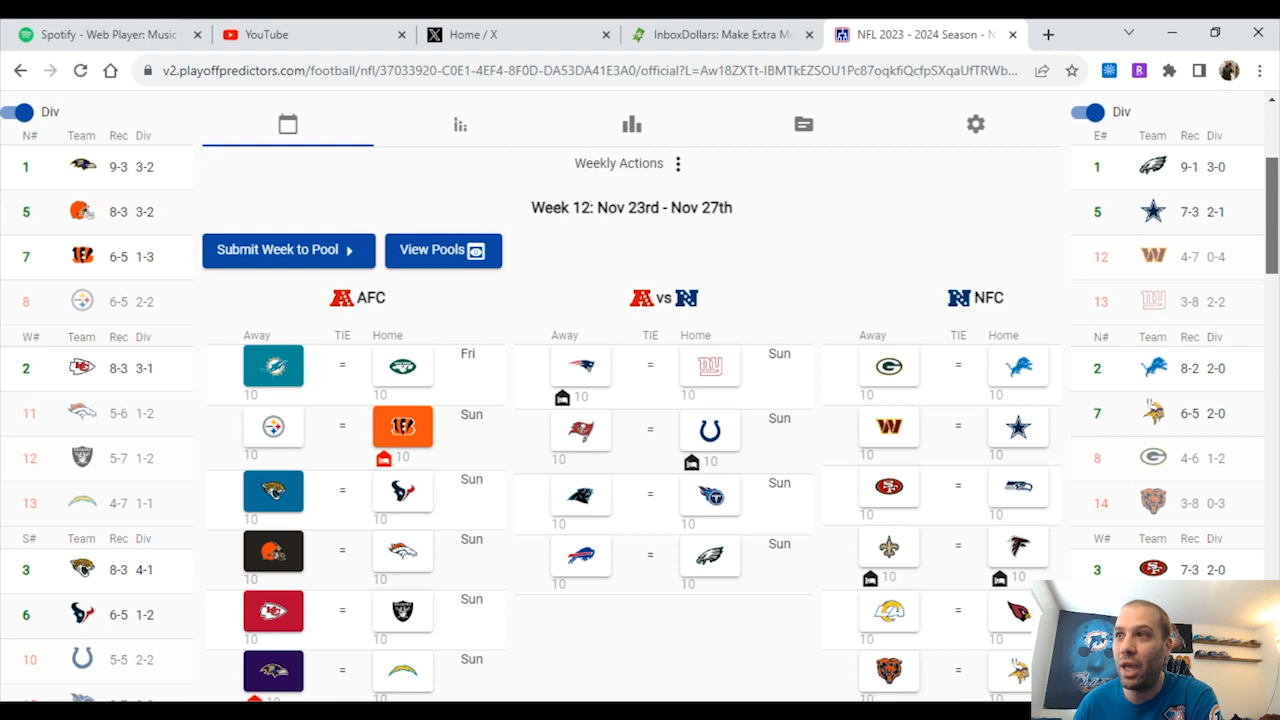 Spotify - Web Player: Music
YouTube
Home / X
InboxDollars: Make Extra Mo
NFL 2023 - 2024 Season - N
v2.playoffpredictors.com/football/nfl/37033920-C0E1-4EF4-8F0D-DA53DA41E3A0/official?L=Aw18ZXTt-IBMTkEZSOU1Pc87oqkfiQcfpSXqaUfTRWb...
R
Div
N# Team Rec Div
1 9-3 3-2
5 8-3 3-2
7 6-5 1-3
8 6-5 2-2
W# Team Rec Div
2 8-3 3-1
11 5-6 1-2
12 5-7 1-2
13 4-7 1-1
S# Team Rec Div
3 8-3 4-1
6 6-5 1-2
10 5-5 2-2
Weekly Actions
Week 12: Nov 23rd - Nov 27th
Submit Week to Pool
View Pools
AFC
Away TIE Home
= Fri
10 10
= Sun
10 10
= Sun
10 10
= Sun
10 10
= Sun
10 10
= Sun
10
A vs N
Away TIE Home
= Sun
10 10
= Sun
10 10
= Sun
10 10
= Sun
10 10
NFC
Away TIE Home
=
10 10
=
10 10
=
10 10
=
10 10
=
10
=
10 10
Div
E# Team Rec Div
1 9-1 3-0
5 7-3 2-1
12 4-7 0-4
13 3-8 2-2
N# Team Rec Div
2 8-2 2-0
7 6-5 2-0
8 4-6 1-2
14 3-8 0-3
W# Team Rec Div
3 7-3 2-0